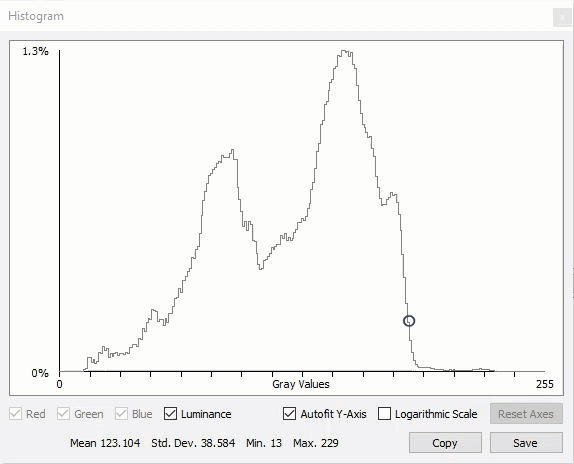 Histogram
1.3%
0%
0 Gray Values 255
Red Green Blue Luminance Autofit Y-Axis Logarithmic Scale Reset Axes
Mean 123.104 Std. Dev. 38.584 Min. 13 Max. 229 Copy Save